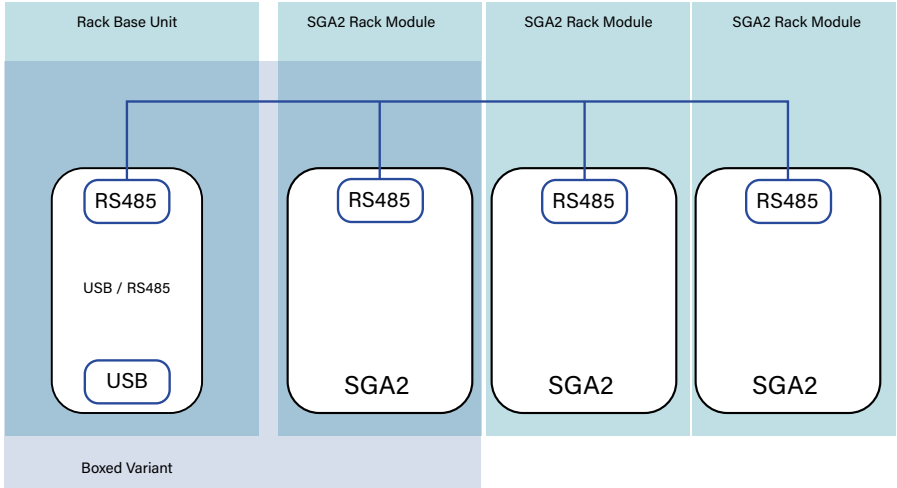 Rack Base Unit
SGA2 Rack Module
SGA2 Rack Module
SGA2 Rack Module
RS485
RS485
RS485
RS485
USB / RS485
USB
SGA2
SGA2
SGA2
Boxed Variant